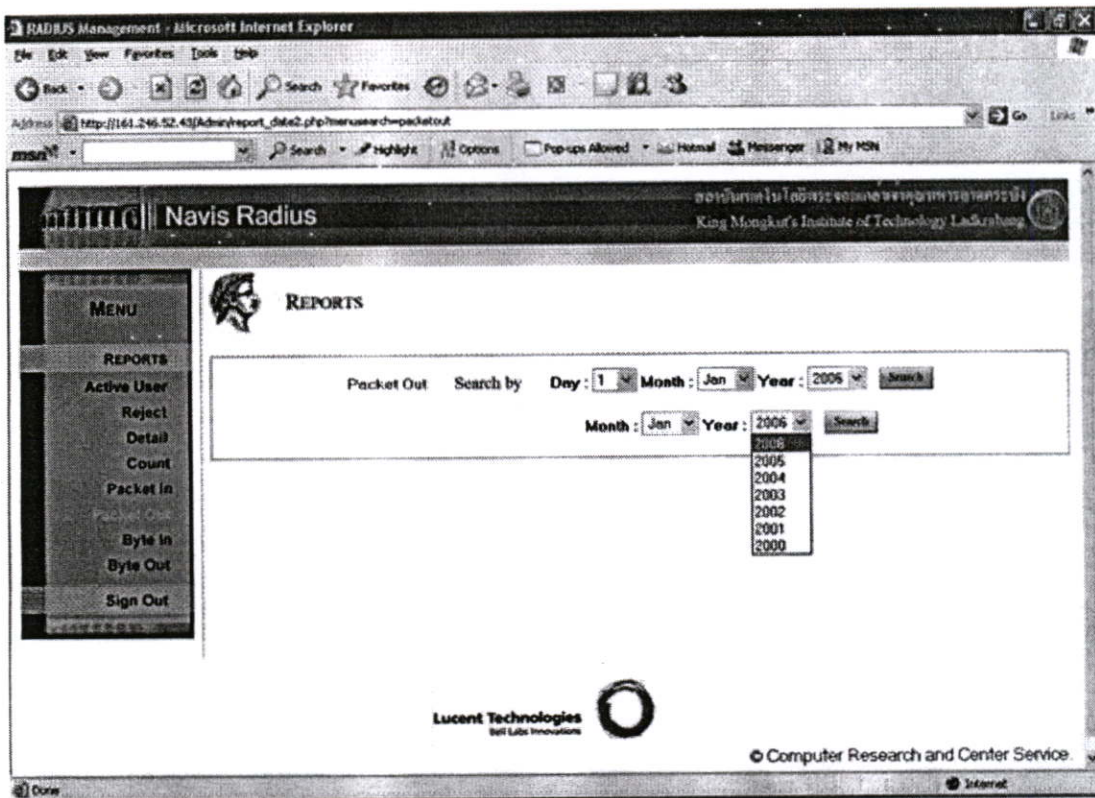 RADIUS Management - Microsoft Internet Explorer
File Edit View Favorites Tools Help
Back Search Favorites
Address http://161.246.52.43/Admin/report_date2.php?menusearch=packetout Go Links
msn Search Highlight Options Pop-ups Allowed Hotmail Messenger My MSN
Navis Radius
King Mongkut's Institute of Technology Ladkrabang
MENU
REPORTS
Active User
Reject
Detail
Count
Packet In
Packet Out
Byte In
Byte Out
Sign Out
REPORTS
Packet Out Search by Day : 1 Month : Jan Year : 2006 Search
Month : Jan Year : 2006 Search
2006
2005
2004
2003
2002
2001
2000
Lucent Technologies
Bell Labs Innovations
© Computer Research and Center Service.
Done Internet